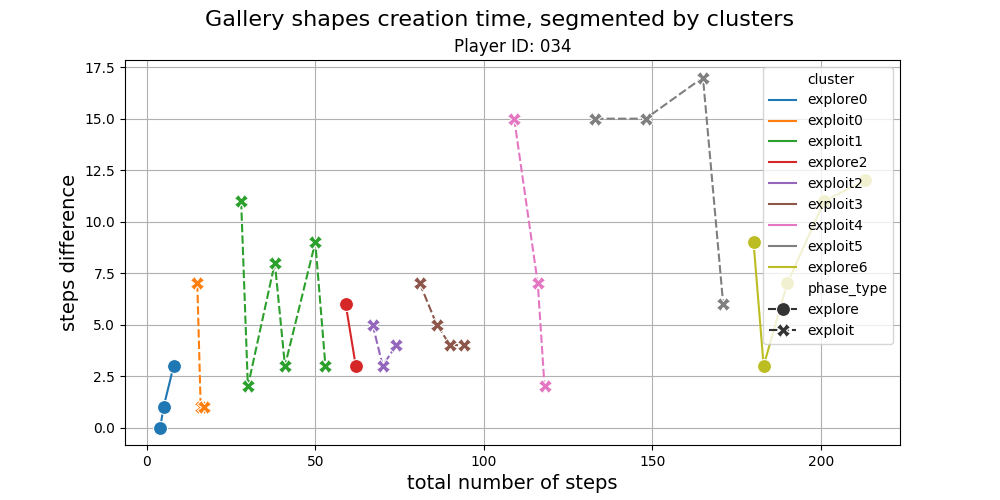 Gallery shapes creation time, segmented by clusters
Player ID: 034
steps difference
17.5
15.0
12.5
10.0
7.5
5.0
2.5
0.0
0
50
100
150
200
total number of steps
cluster
explore0
exploit0
exploit1
explore2
exploit2
exploit3
exploit4
exploit5
explore6
phase_type
explore
exploit